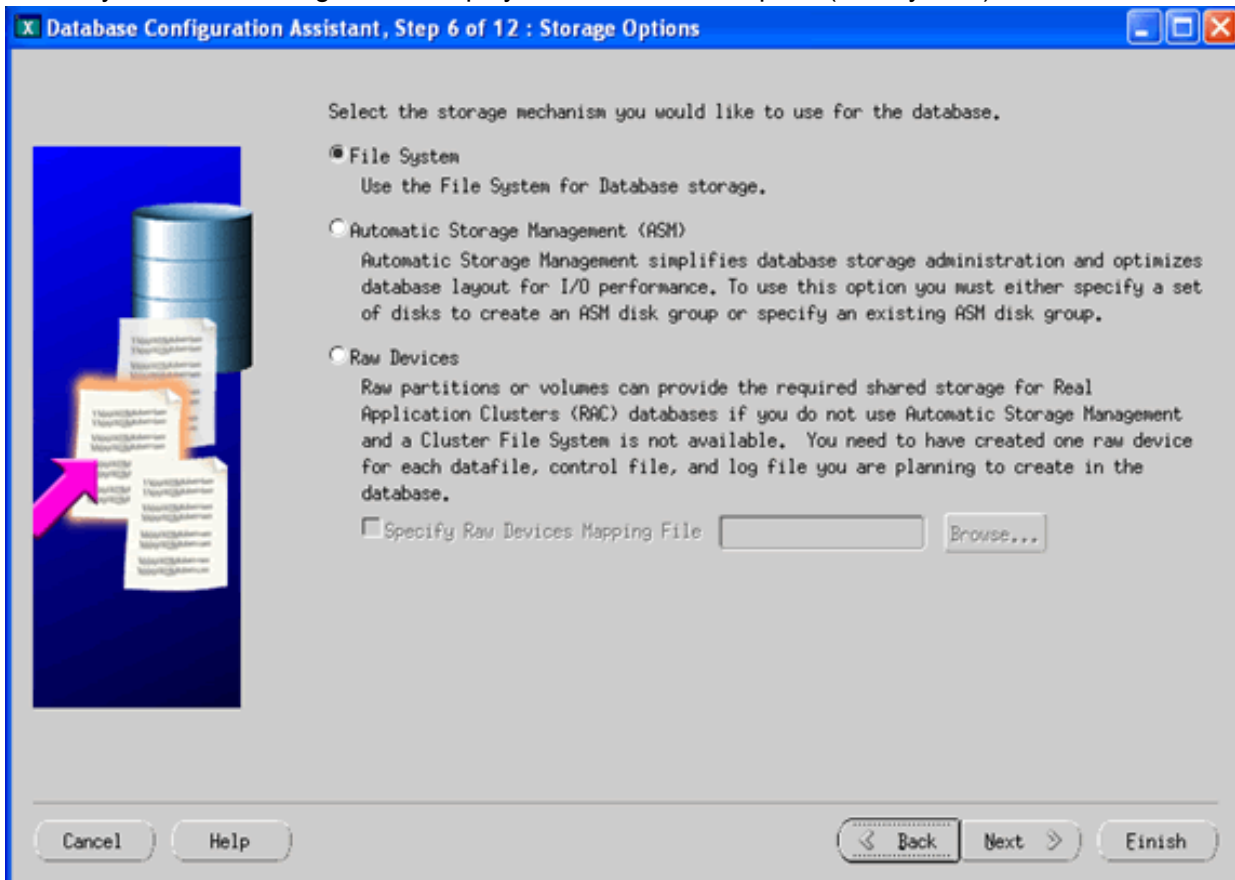 Database Configuration Assistant, Step 6 of 12 : Storage Options
Select the storage mechanism you would like to use for the database.
File System
Use the File System for Database storage.
Automatic Storage Management (ASM)
Automatic Storage Management simplifies database storage administration and optimizes
database layout for I/O performance. To use this option you must either specify a set
of disks to create an ASM disk group or specify an existing ASM disk group.
Raw Devices
Raw partitions or volumes can provide the required shared storage for Real
Application Clusters (RAC) databases if you do not use Automatic Storage Management
and a Cluster File System is not available. You need to have created one raw device
for each datafile, control file, and log file you are planning to create in the
database.
Specify Raw Devices Mapping File
Browse...
Cancel
Help
Back
Next
Finish